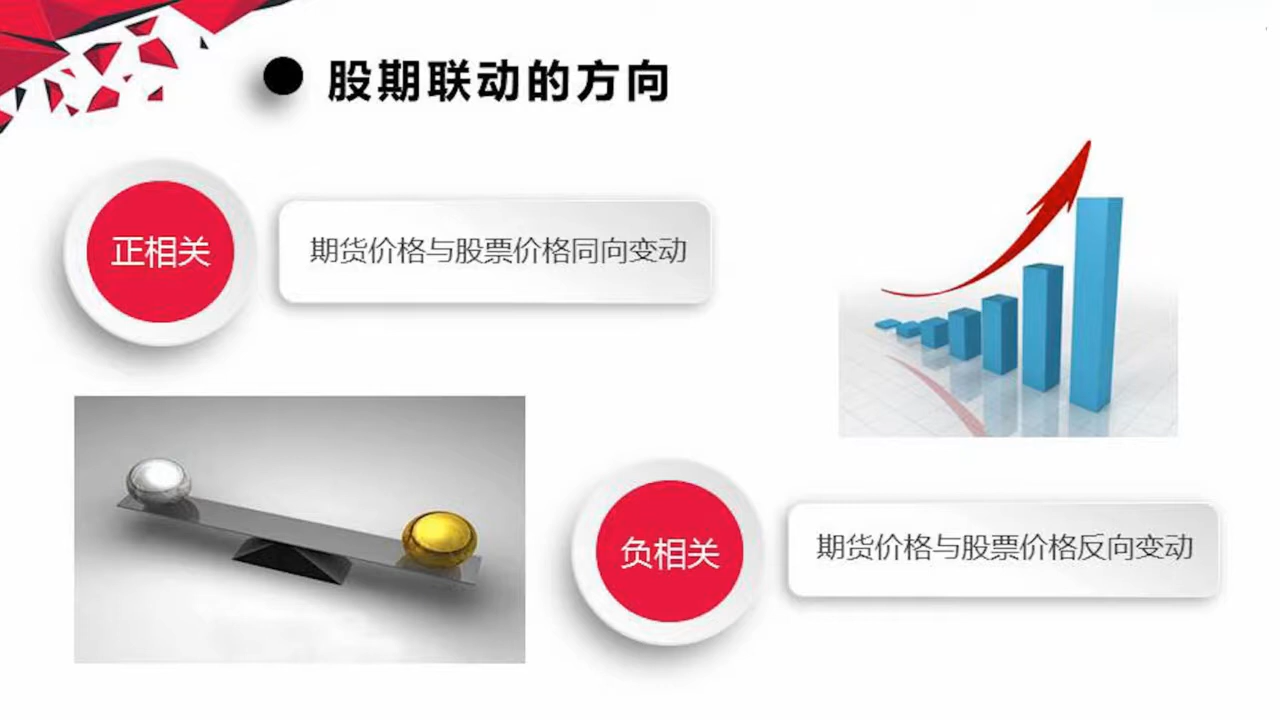 股期联动的方向
正相关
期货价格与股票价格同向变动
负相关
期货价格与股票价格反向变动